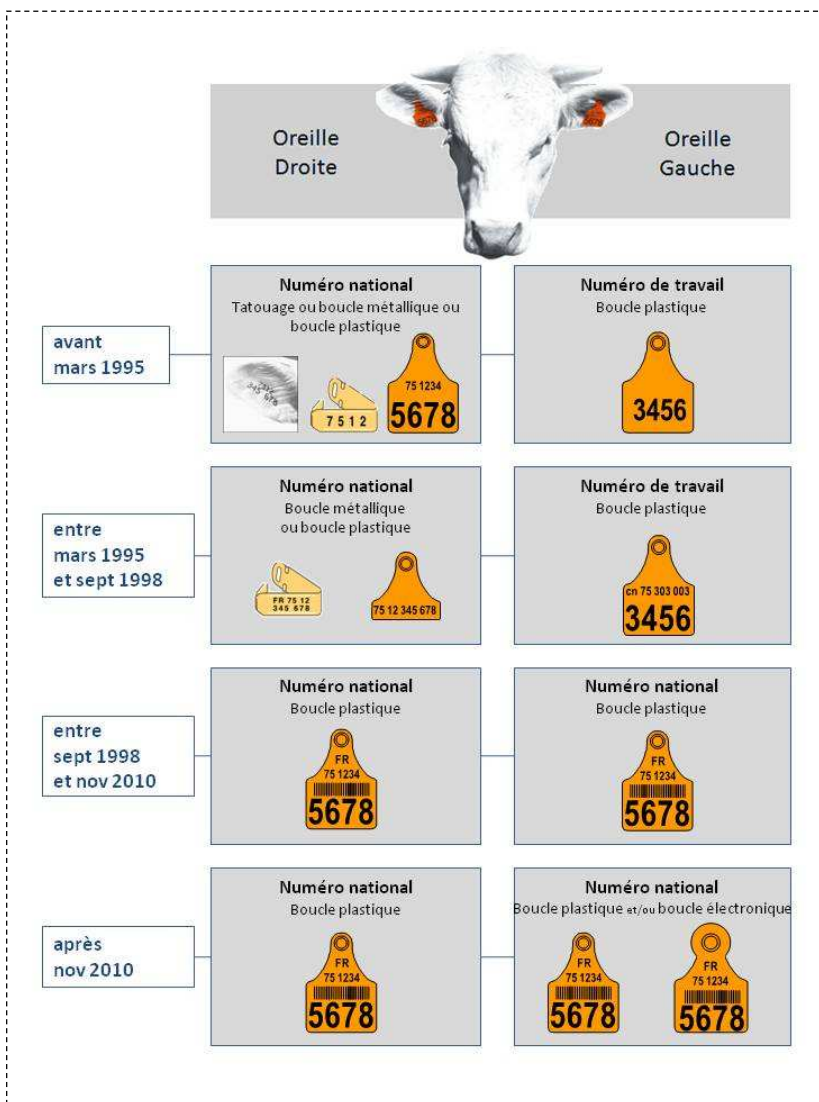 Oreille
Droite
Oreille
Gauche
5678
5678
avant
mars 1995
Numéro national
Tatouage ou boucle métallique ou
boucle plastique
345 678
7 5 1 2
75 1234
5678
Numéro de travail
Boucle plastique
3456
entre
mars 1995
et sept 1998
Numéro national
Boucle métallique
ou boucle plastique
FR 75 12
345 678
75 12 345 678
Numéro de travail
Boucle plastique
cn 75 303 003
3456
entre
sept 1998
et nov 2010
Numéro national
Boucle plastique
FR
75 1234
5678
Numéro national
Boucle plastique
FR
75 1234
5678
après
nov 2010
Numéro national
Boucle plastique
FR
75 1234
5678
Numéro national
Boucle plastique et/ou boucle électronique
FR
75 1234
5678
FR
75 1234
5678